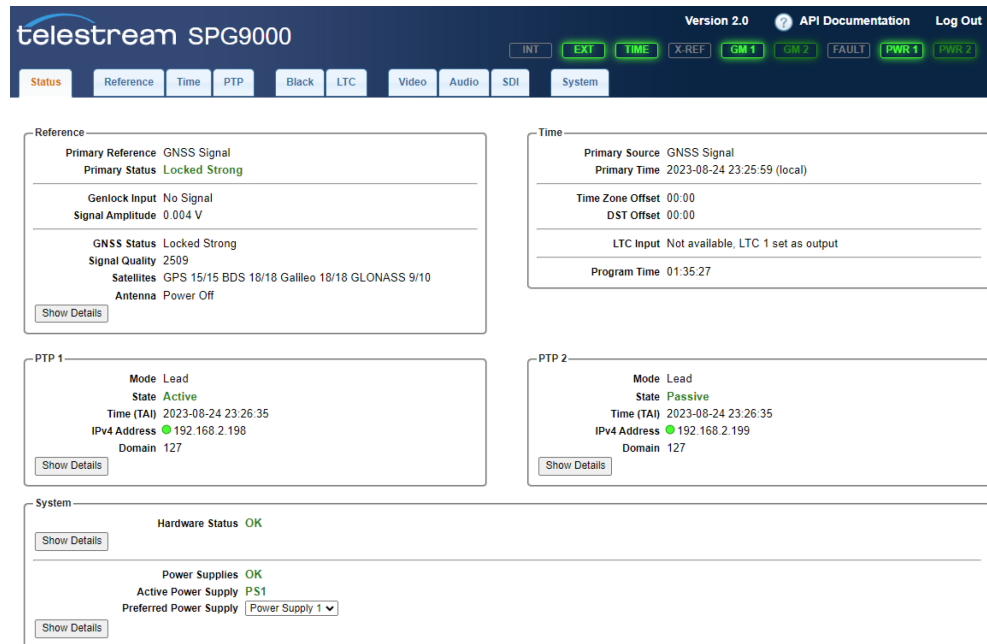 Version 2.0 ? API Documentation Log Out
telestream SPG9000
INT EXT TIME X-REF GM 1 GM 2 FAULT PWR 1 PWR 2
Status Reference Time PTP Black LTC Video Audio SDI System
Reference
Primary Reference GNSS Signal
Primary Status Locked Strong
Genlock Input No Signal
Signal Amplitude 0.004 V
GNSS Status Locked Strong
Signal Quality 2509
Satellites GPS 15/15 BDS 18/18 Galileo 18/18 GLONASS 9/10
Antenna Power Off
Show Details
Time
Primary Source GNSS Signal
Primary Time 2023-08-24 23:25:59 (local)
Time Zone Offset 00:00
DST Offset 00:00
LTC Input Not available, LTC 1 set as output
Program Time 01:35:27
PTP 1
Mode Lead
State Active
Time (TAI) 2023-08-24 23:26:35
IPv4 Address 192.168.2.198
Domain 127
Show Details
PTP 2
Mode Lead
State Passive
Time (TAI) 2023-08-24 23:26:35
IPv4 Address 192.168.2.199
Domain 127
Show Details
System
Hardware Status OK
Show Details
Power Supplies OK
Active Power Supply PS1
Preferred Power Supply Power Supply 1
Show Details